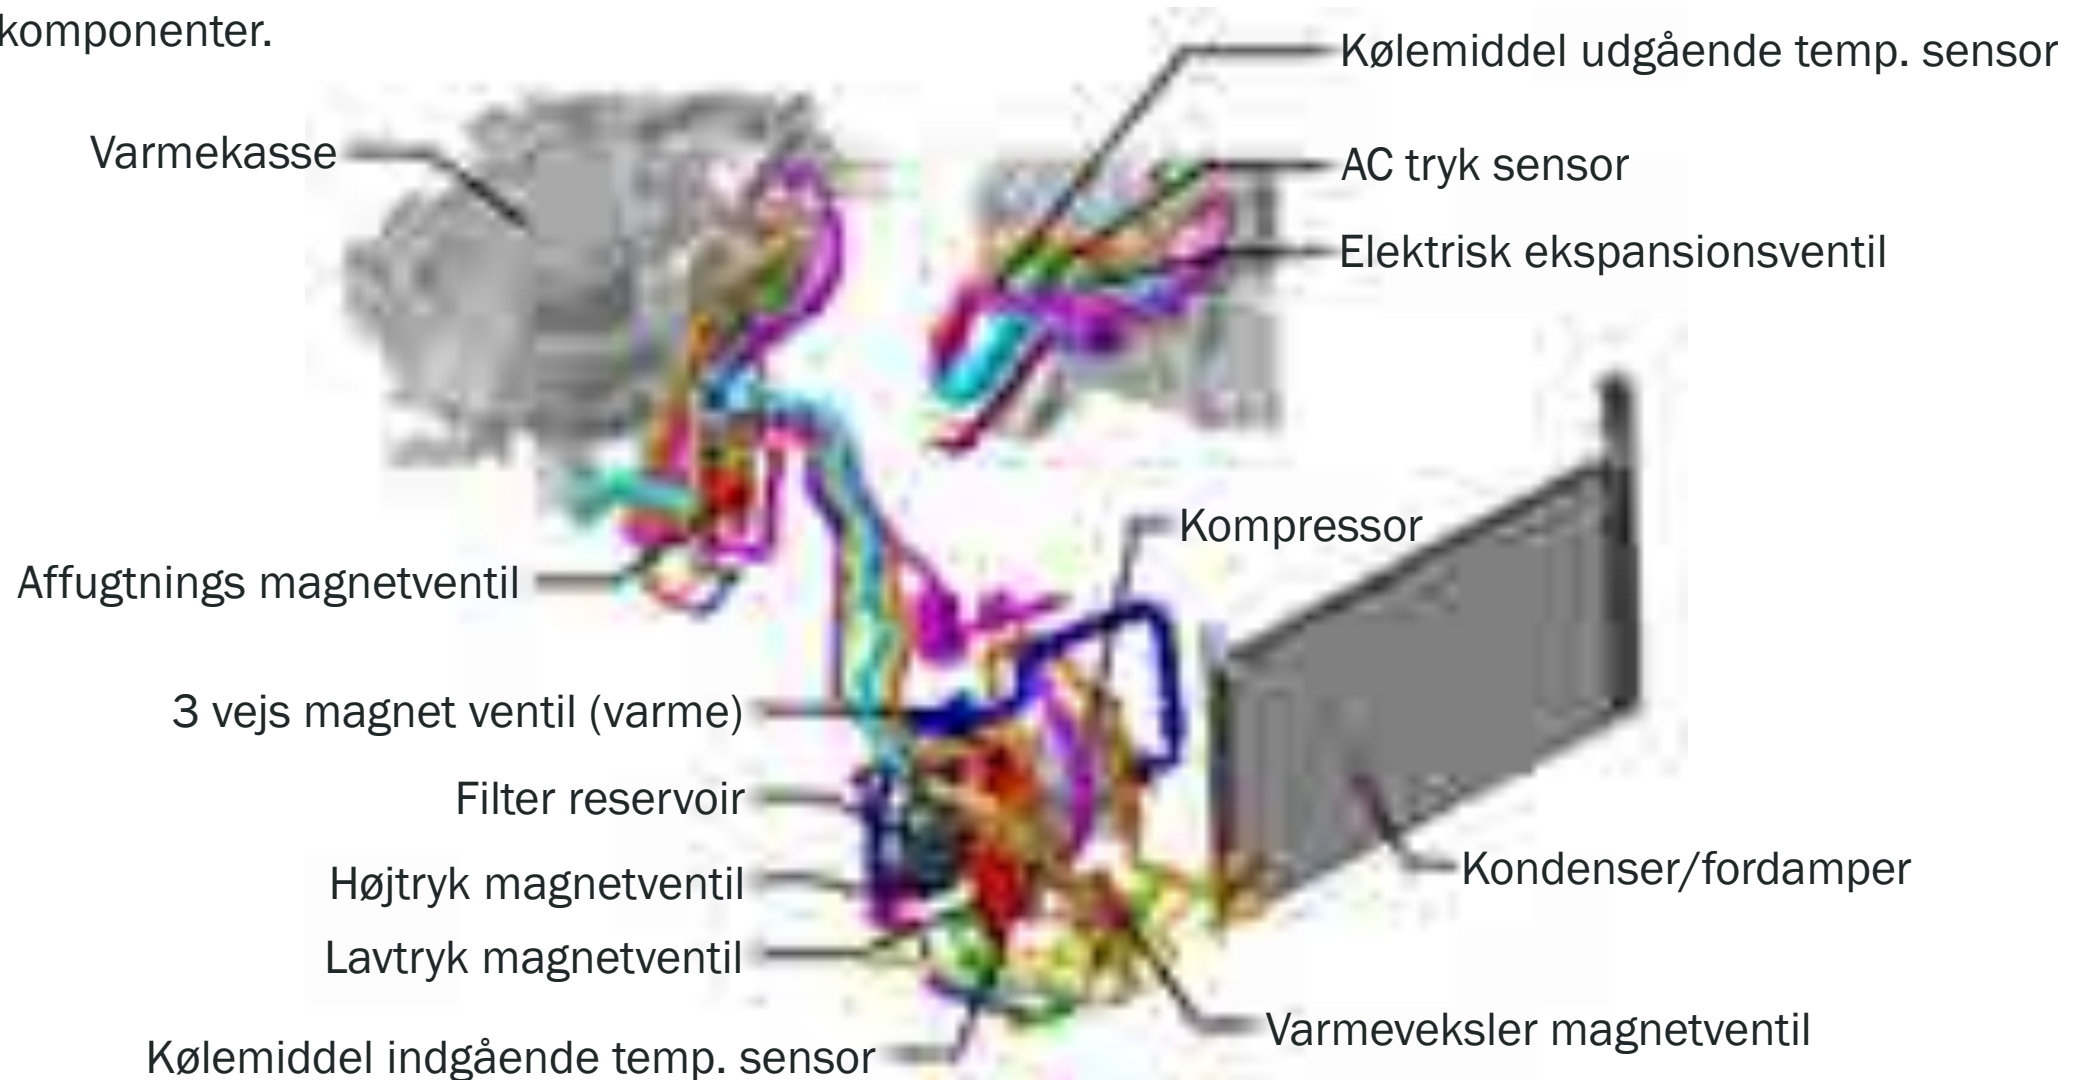 komponenter.
Kølemiddel udgående temp. sensor
Varmekasse
AC tryk sensor
Elektrisk ekspansionsventil
Kompressor
Affugtnings magnetventil
3 vejs magnet ventil (varme)
Filter reservoir
Højtryk magnetventil
Kondenser/fordamper
Lavtryk magnetventil
Varmeveksler magnetventil
Kølemiddel indgående temp. sensor